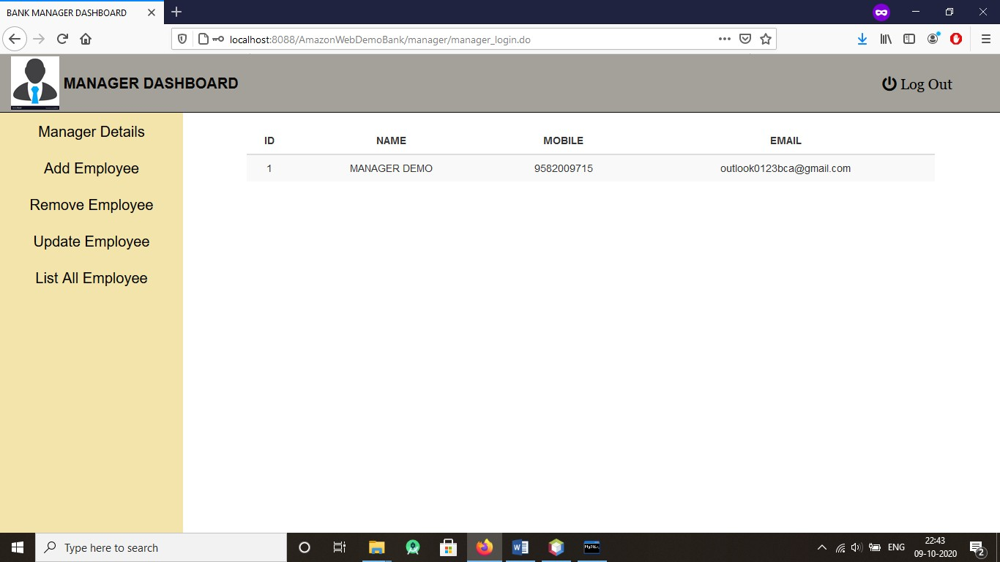 BANK MANAGER DASHBOARD
localhost:8088/AmazonWebDemoBank/manager/manager_login.do
MANAGER DASHBOARD
Log Out
Manager Details
Add Employee
Remove Employee
Update Employee
List All Employee
ID NAME MOBILE EMAIL
1 MANAGER DEMO 9582009715 outlook0123bca@gmail.com
Type here to search
MySQL
ENG
22:43
09-10-2020
2